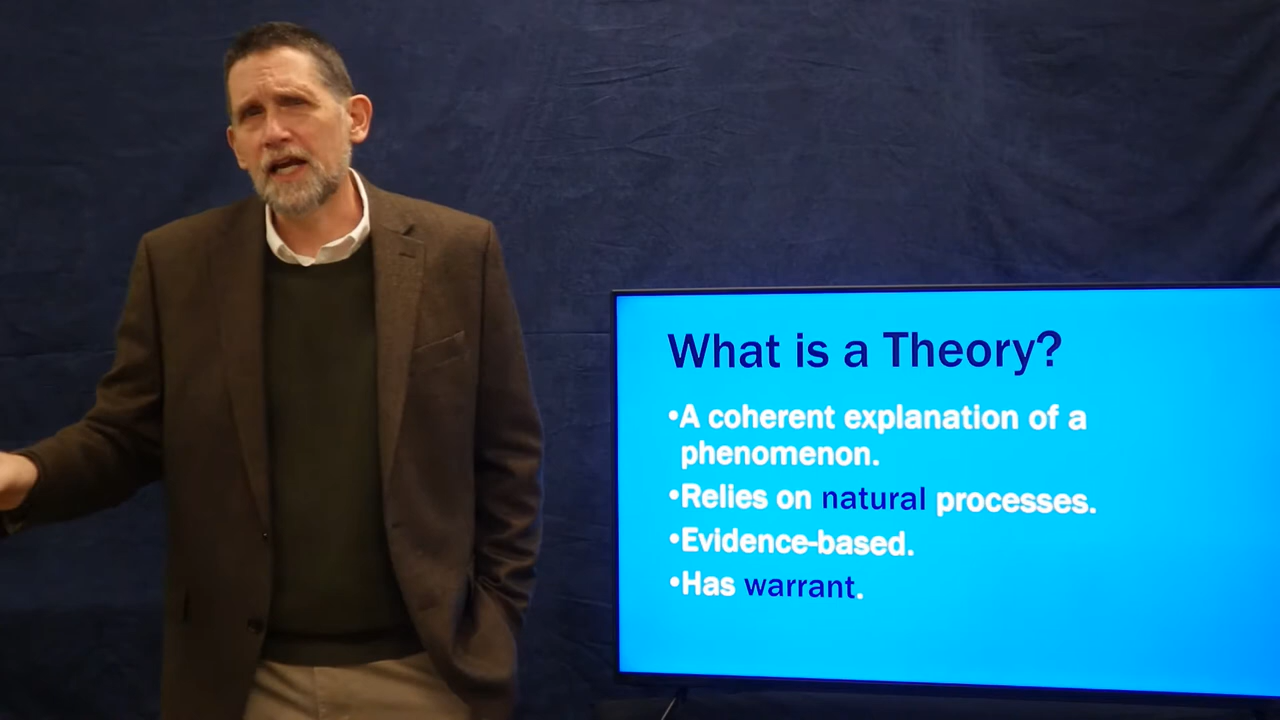 What is a Theory?
•A coherent explanation of a
phenomenon.
•Relies on natural processes.
•Evidence-based.
•Has warrant.